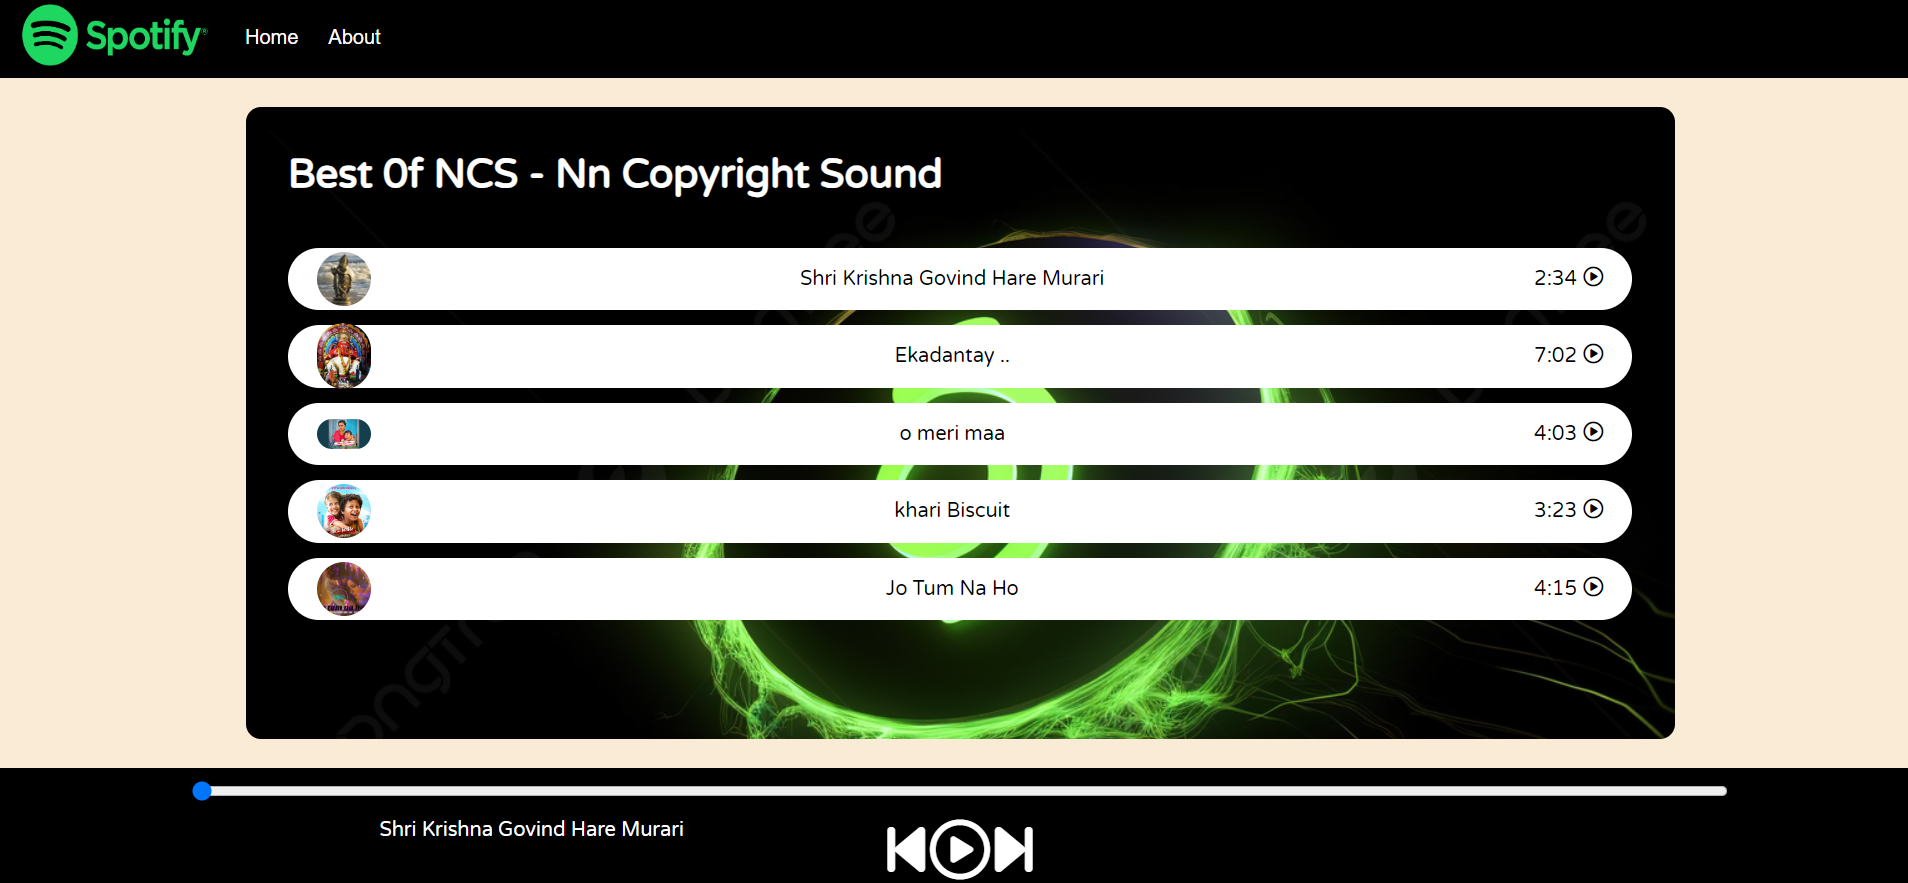 Spotify®
Home About
Best 0f NCS - Nn Copyright Sound
Shri Krishna Govind Hare Murari 2:34
Ekadantay .. 7:02
o meri maa 4:03
khari Biscuit 3:23
Jo Tum Na Ho 4:15
Shri Krishna Govind Hare Murari